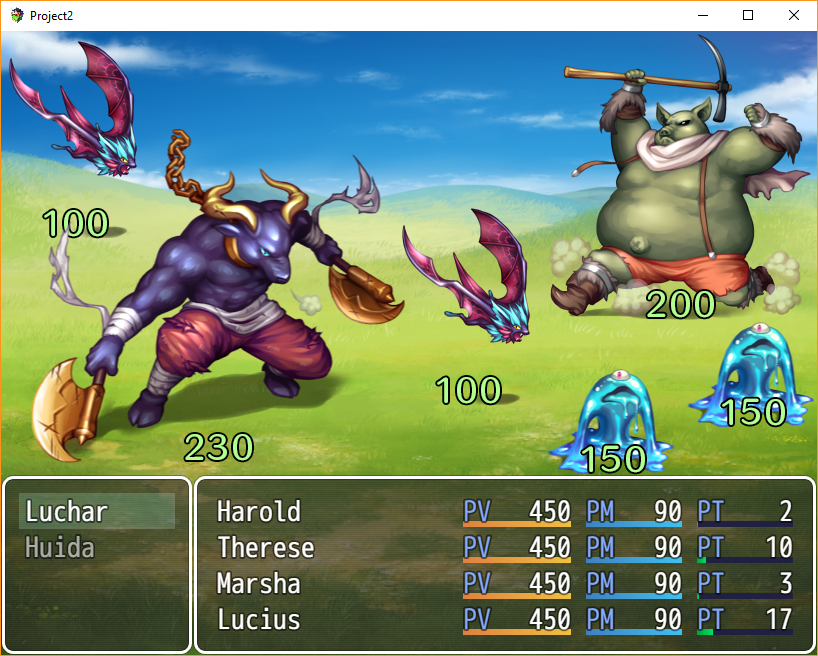 Project2
100
230
100
200
150
150
Luchar
Huida
Harold PV 450 PM 90 PT 2
Therese PV 450 PM 90 PT 10
Marsha PV 450 PM 90 PT 3
Lucius PV 450 PM 90 PT 17